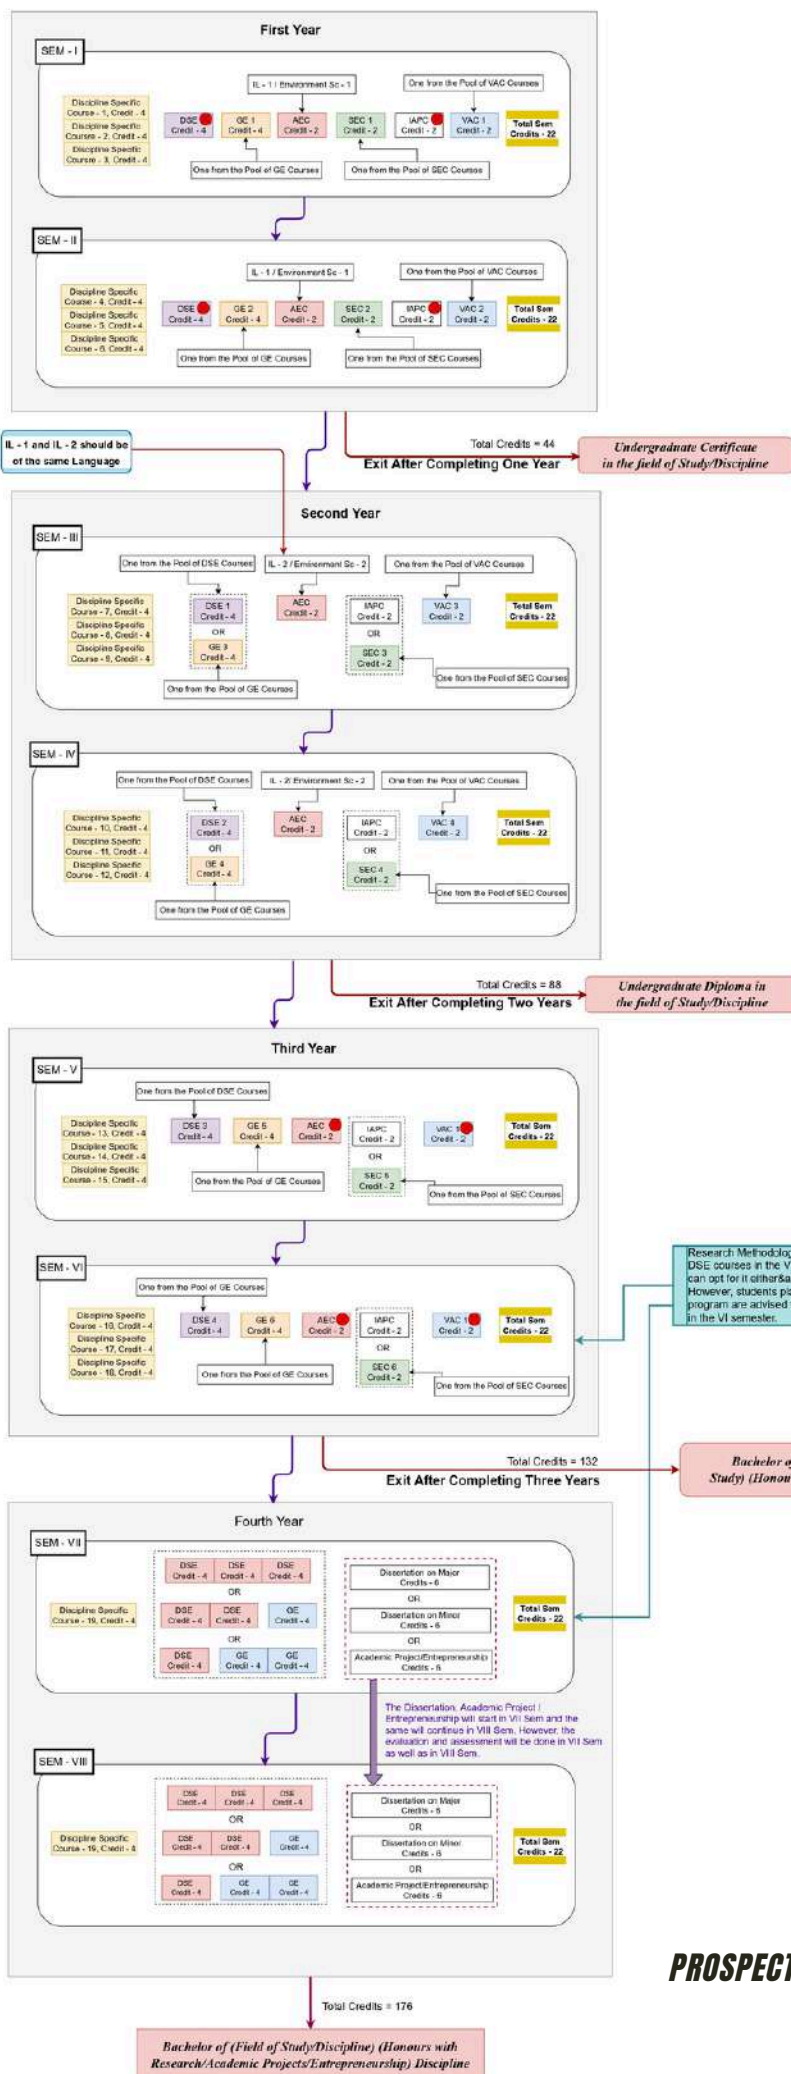 First Year
SEM - I
IL - 1 / Environment Sc - 1
One from the Pool of VAC Courses
Discipline Specific
Course - 1, Credit - 4
Discipline Specific
Course - 2, Credit - 4
Discipline Specific
Course - 3, Credit - 4
DSE
Credit - 4
GE 1
Credit - 4
AEC
Credit - 2
SEC 1
Credit - 2
IAPC
Credit - 2
VAC 1
Credit - 2
Total Sem
Credits - 22
One from the Pool of GE Courses
One from the Pool of SEC Courses
SEM - II
IL - 1 / Environment Sc - 1
One from the Pool of VAC Courses
Discipline Specific
Course - 4, Credit - 4
Discipline Specific
Course - 5, Credit - 4
Discipline Specific
Course - 6, Credit - 4
DSE
Credit - 4
GE 2
Credit - 4
AEC
Credit - 2
SEC 2
Credit - 2
IAPC
Credit - 2
VAC 2
Credit - 2
Total Sem
Credits - 22
One from the Pool of GE Courses
One from the Pool of SEC Courses
IL - 1 and IL - 2 should be
of the same Language
Total Credits = 44
Exit After Completing One Year
Undergraduate Certificate
in the field of Study/Discipline
Second Year
SEM - III
One from the Pool of DSE Courses
IL - 2 / Environment Sc - 2
One from the Pool of VAC Courses
Discipline Specific
Course - 7, Credit - 4
Discipline Specific
Course - 8, Credit - 4
Discipline Specific
Course - 9, Credit - 4
DSE 1
Credit - 4
OR
GE 3
Credit - 4
AEC
Credit - 2
IAPC
Credit - 2
OR
SEC 3
Credit - 2
VAC 3
Credit - 2
Total Sem
Credits - 22
One from the Pool of GE Courses
One from the Pool of SEC Courses
SEM - IV
One from the Pool of DSE Courses
IL - 2/ Environment Sc - 2
One from the Pool of VAC Courses
Discipline Specific
Course - 10, Credit - 4
Discipline Specific
Course - 11, Credit - 4
Discipline Specific
Course - 12, Credit - 4
DSE 2
Credit - 4
OR
GE 4
Credit - 4
AEC
Credit - 2
IAPC
Credit - 2
OR
SEC 4
Credit - 2
VAC 4
Credit - 2
Total Sem
Credits - 22
One from the Pool of SEC Courses
One from the Pool of GE Courses
Total Credits = 88
Exit After Completing Two Years
Undergraduate Diploma in
the field of Study/Discipline
Third Year
SEM - V
One from the Pool of DSE Courses
Discipline Specific
Course - 13, Credit - 4
Discipline Specific
Course - 14, Credit - 4
Discipline Specific
Course - 15, Credit - 4
DSE 3
Credit - 4
GE 5
Credit - 4
AEC
Credit - 2
IAPC
Credit - 2
OR
SEC 5
Credit - 2
VAC 1
Credit - 2
Total Sem
Credits - 22
One from the Pool of GE Courses
One from the Pool of SEC Courses
SEM - VI
One from the Pool of GE Courses
Discipline Specific
Course - 16, Credit - 4
Discipline Specific
Course - 17, Credit - 4
Discipline Specific
Course - 18, Credit - 4
DSE 4
Credit - 4
GE 6
Credit - 4
AEC
Credit - 2
IAPC
Credit - 2
OR
SEC 6
Credit - 2
VAC 1
Credit - 2
Total Sem
Credits - 22
One from the Pool of GE Courses
One from the Pool of SEC Courses
Research Methodolog
DSE courses in the V
can opt for it either&a
However, students pla
program are advised
in the VI semester.
Total Credits = 132
Exit After Completing Three Years
Bachelor o
Study) (Honou
Fourth Year
SEM - VII
Discipline Specific
Course - 19, Credit - 4
DSE
Credit - 4
DSE
Credit - 4
DSE
Credit - 4
OR
DSE
Credit - 4
DSE
Credit - 4
GE
Credit - 4
OR
DSE
Credit - 4
GE
Credit - 4
GE
Credit - 4
Dissertation on Major
Credits - 6
OR
Dissertation on Minor
Credits - 6
OR
Academic Project/Entrepreneurship
Credits - 6
Total Sem
Credits - 22
The Dissertation, Academic Project /
Entrepreneurship will start in VII Sem and the
same will continue in VIII Sem. However, the
evaluation and assessment will be done in VII Sem
as well as in VIII Sem.
SEM - VIII
Discipline Specific
Course - 19, Credit - 4
DSE
Credit - 4
DSE
Credit - 4
DSE
Credit - 4
OR
DSE
Credit - 4
DSE
Credit - 4
GE
Credit - 4
OR
DSE
Credit - 4
GE
Credit - 4
GE
Credit - 4
Dissertation on Major
Credits - 6
OR
Dissertation on Minor
Credits - 6
OR
Academic Project/Entrepreneurship
Credits - 6
Total Sem
Credits - 22
PROSPECT
Total Credits = 176
Bachelor of (Field of Study/Discipline) (Honours with
Research/Academic Projects/Entrepreneurship) Discipline